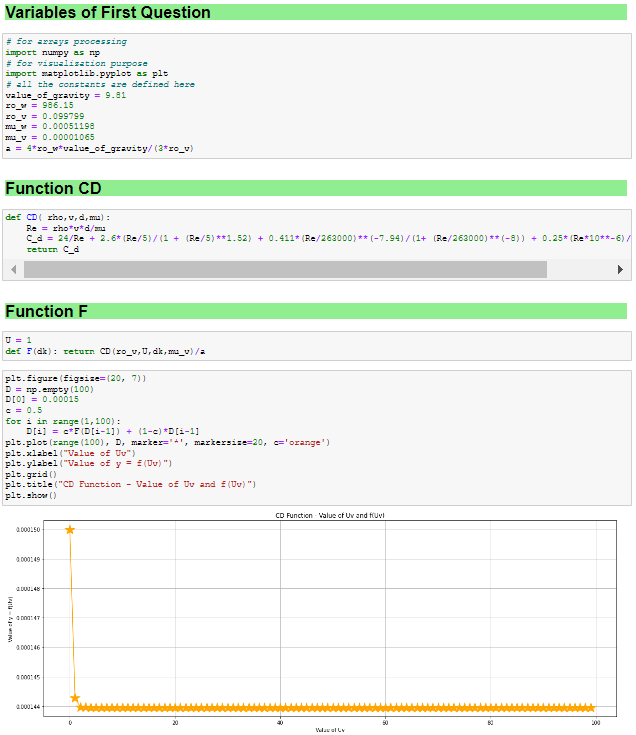 Variables of First Question
# for arrays processing
import numpy as np
# for visualisation purpose
import matplotlib.pyplot as plt
# all the constants are defined here
value_of_gravity = 9.81
ro_w = 986.15
ro_v = 0.099799
mu_w = 0.00051198
mu_v = 0.00001065
a = 4*ro_w*value_of_gravity/(3*ro_v)
Function CD
def CD( rho,v,d,mu):
Re = rho*v*d/mu
C_d = 24/Re + 2.6*(Re/5)/(1 + (Re/5)**1.52) + 0.411*(Re/263000)**(-7.94)/(1+ (Re/263000)**(-8)) + 0.25*(Re*10**-6)/
return C_d
Function F
U = 1
def F(dk): return CD(ro_v,U,dk,mu_v)/a
plt.figure(figsize=(20, 7))
D = np.empty(100)
D[0] = 0.00015
c = 0.5
for i in range(1,100):
D[i] = c*F(D[i-1]) + (1-c)*D[i-1]
plt.plot(range(100), D, marker='*', markersize=20, c='orange')
plt.xlabel("Value of Uv")
plt.ylabel("Value of y = f(Uv)")
plt.grid()
plt.title("CD Function - Value of Uv and f(Uv)")
plt.show()
CD Function - Value of Uv and f(Uv)
0.000150
0.000149
0.000148
0.000147
0.000146
0.000145
0.000144
Value of y = f(Uv)
0 20 40 60 80 100
Value of Uv